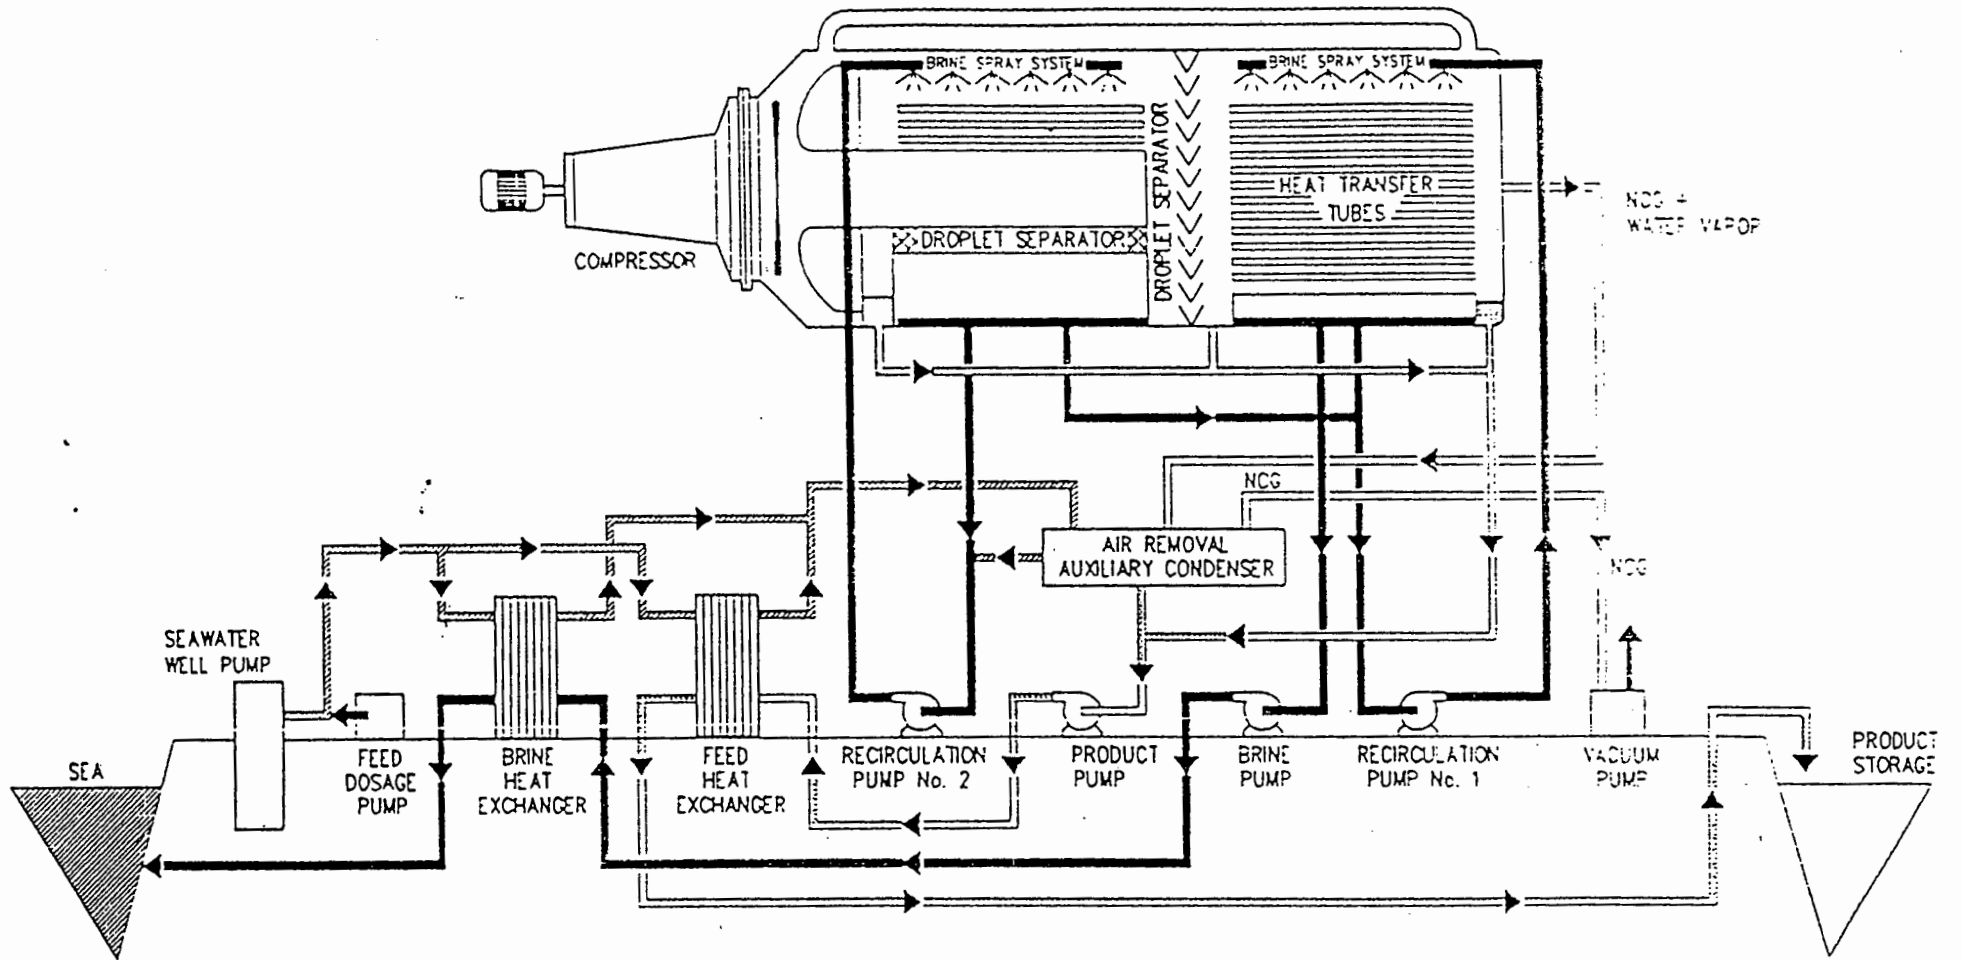 BRINE SPRAY SYSTEM
BRINE SPRAY SYSTEM
DROPLET SEPARATOR
HEAT TRANSFER
TUBES
NCG +
WATER VAPOR
DROPLET SEPARATOR
COMPRESSOR
NCG
AIR REMOVAL
AUXILIARY CONDENSER
NCG
SEAWATER
WELL PUMP
SEA
FEED
DOSAGE
PUMP
BRINE
HEAT
EXCHANGER
FEED
HEAT
EXCHANGER
RECIRCULATION
PUMP No. 2
PRODUCT
PUMP
BRINE
PUMP
RECIRCULATION
PUMP No. 1
VACUUM
PUMP
PRODUCT
STORAGE